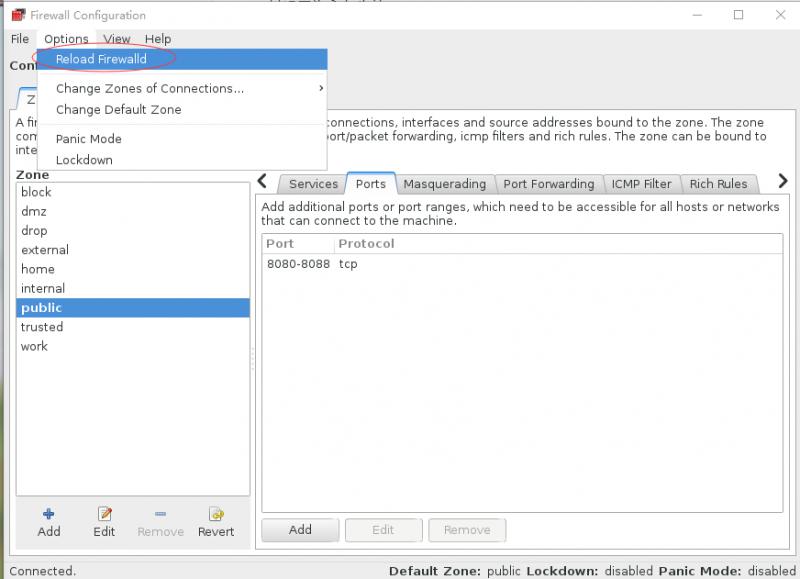 Firewall Configuration
File Options View Help
Reload Firewalld
Change Zones of Connections...
Change Default Zone
Panic Mode
Lockdown
Con
Z
A fi
connections, interfaces and source addresses bound to the zone. The zone
com
ort/packet forwarding, icmp filters and rich rules. The zone can be bound to
inte
Zone
block
dmz
drop
external
home
internal
public
trusted
work
Add Edit Remove Revert
Services Ports Masquerading Port Forwarding ICMP Filter Rich Rules
Add additional ports or port ranges, which need to be accessible for all hosts or networks
that can connect to the machine.
Port Protocol
8080-8088 tcp
Add Edit Remove
Connected.
Default Zone: public Lockdown: disabled Panic Mode: disabled